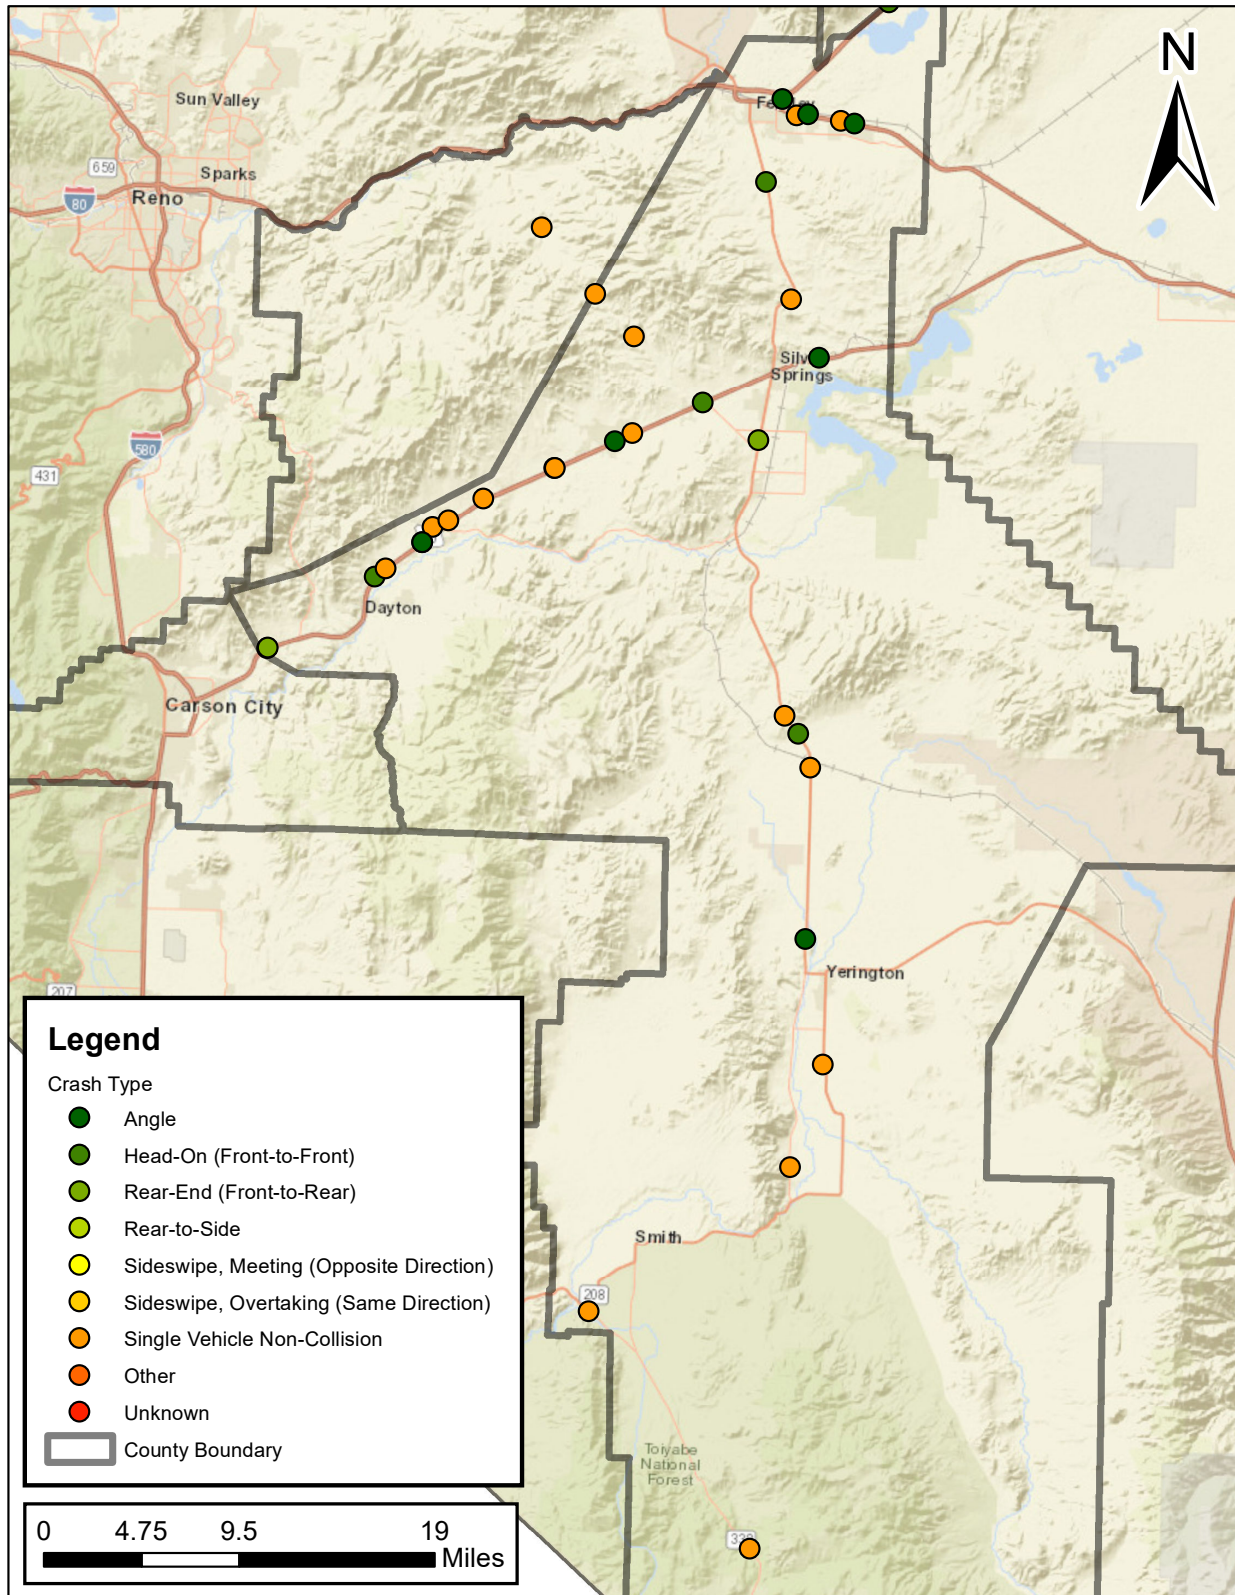 N
Sun Valley
659
Sparks
80
Reno
Silv
Springs
580
431
Dayton
Carson City
Yerington
207
Smith
208
Toiyabe
National
Forest
Legend
Crash Type
Angle
Head-On (Front-to-Front)
Rear-End (Front-to-Rear)
Rear-to-Side
Sideswipe, Meeting (Opposite Direction)
Sideswipe, Overtaking (Same Direction)
Single Vehicle Non-Collision
Other
Unknown
County Boundary
0 4.75 9.5 19
Miles